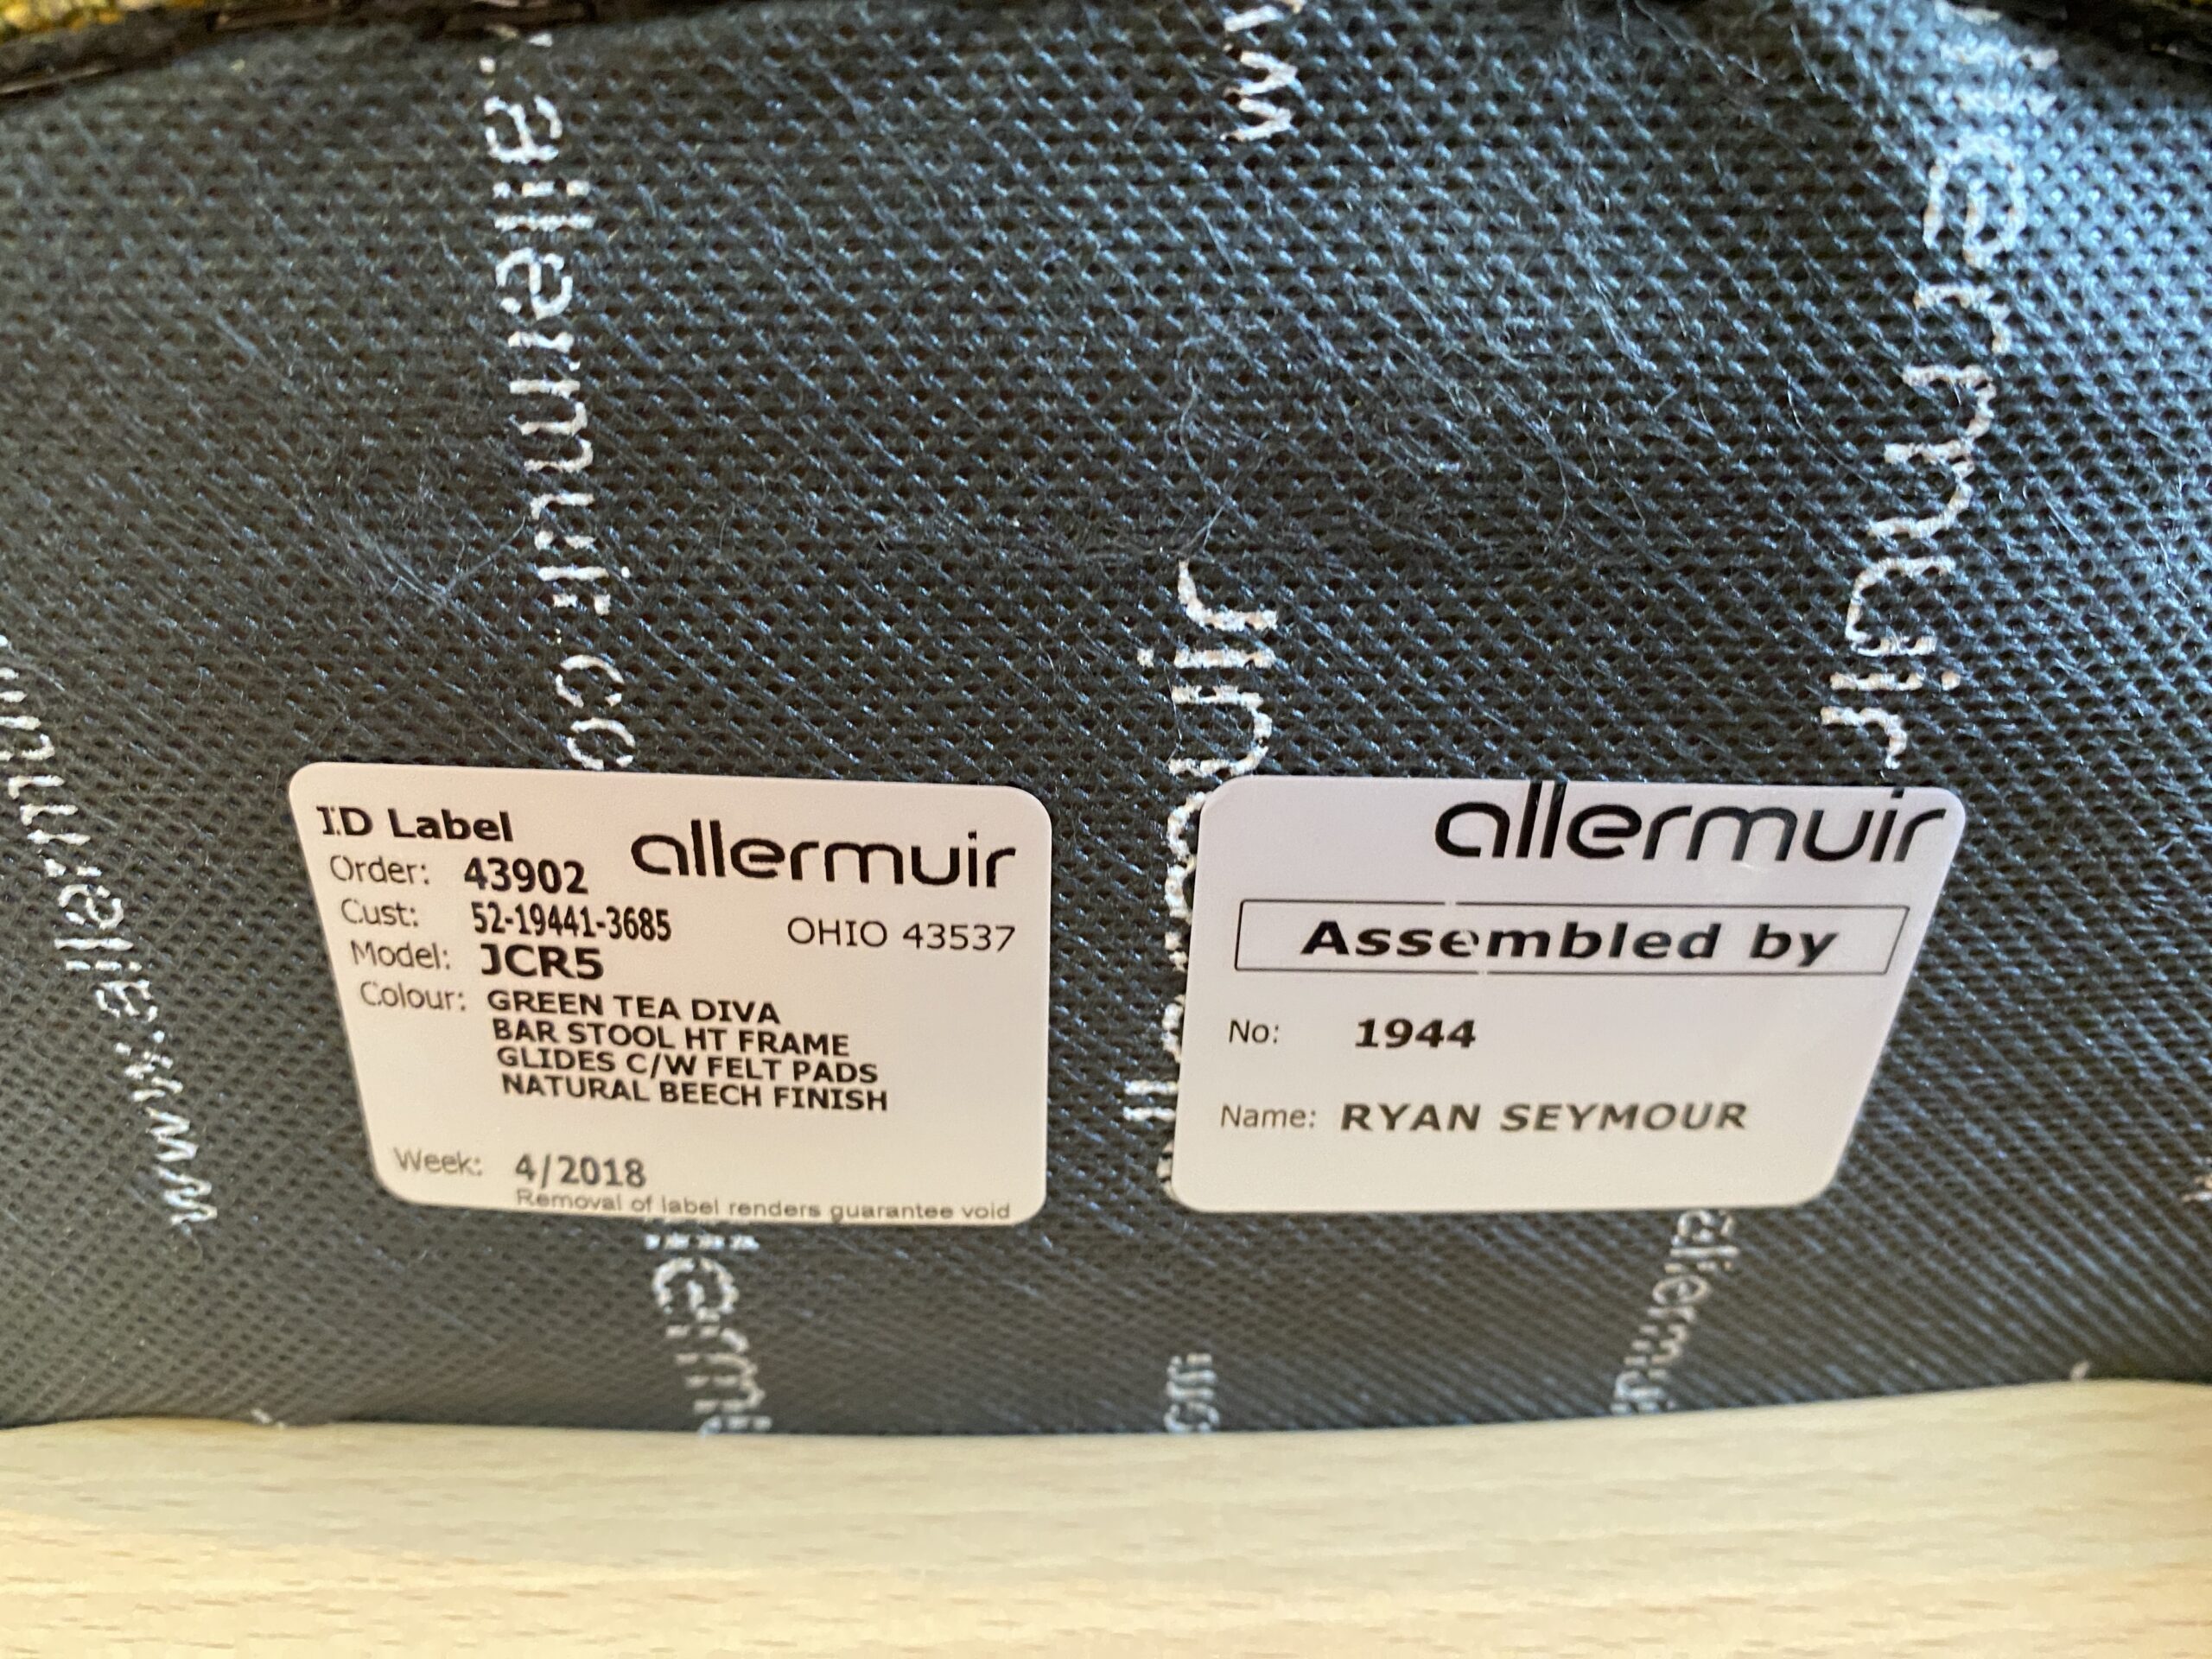 allermuir.co
www.allermuir
allermuir
ID Label
allermuir
Order: 43902
Cust: 52-19441-3685
OHIO 43537
Model: JCR5
Colour: GREEN TEA DIVA
BAR STOOL HT FRAME
GLIDES C/W FELT PADS
NATURAL BEECH FINISH
Week: 4/2018
Removal of label renders guarantee void
allermuir
Assembled by
No: 1944
Name: RYAN SEYMOUR